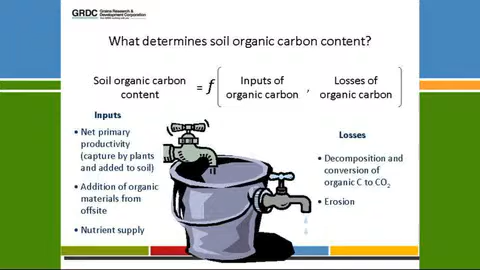 GRDC
Grains Research &
Development Corporation
What determines soil organic carbon content?
Soil organic carbon
content
= f
Inputs of
organic carbon
,
Losses of
organic carbon
Inputs
• Net primary
productivity
(capture by plants
and added to soil)
• Addition of organic
materials from
offsite
• Nutrient supply
Losses
• Decomposition and
conversion of
organic C to CO₂
• Erosion